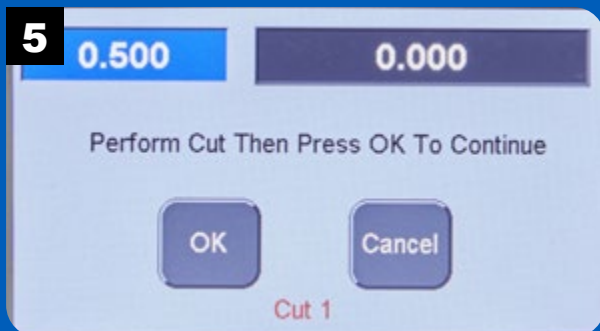 5
0.500 0.000
Perform Cut Then Press OK To Continue
OK Cancel
Cut 1